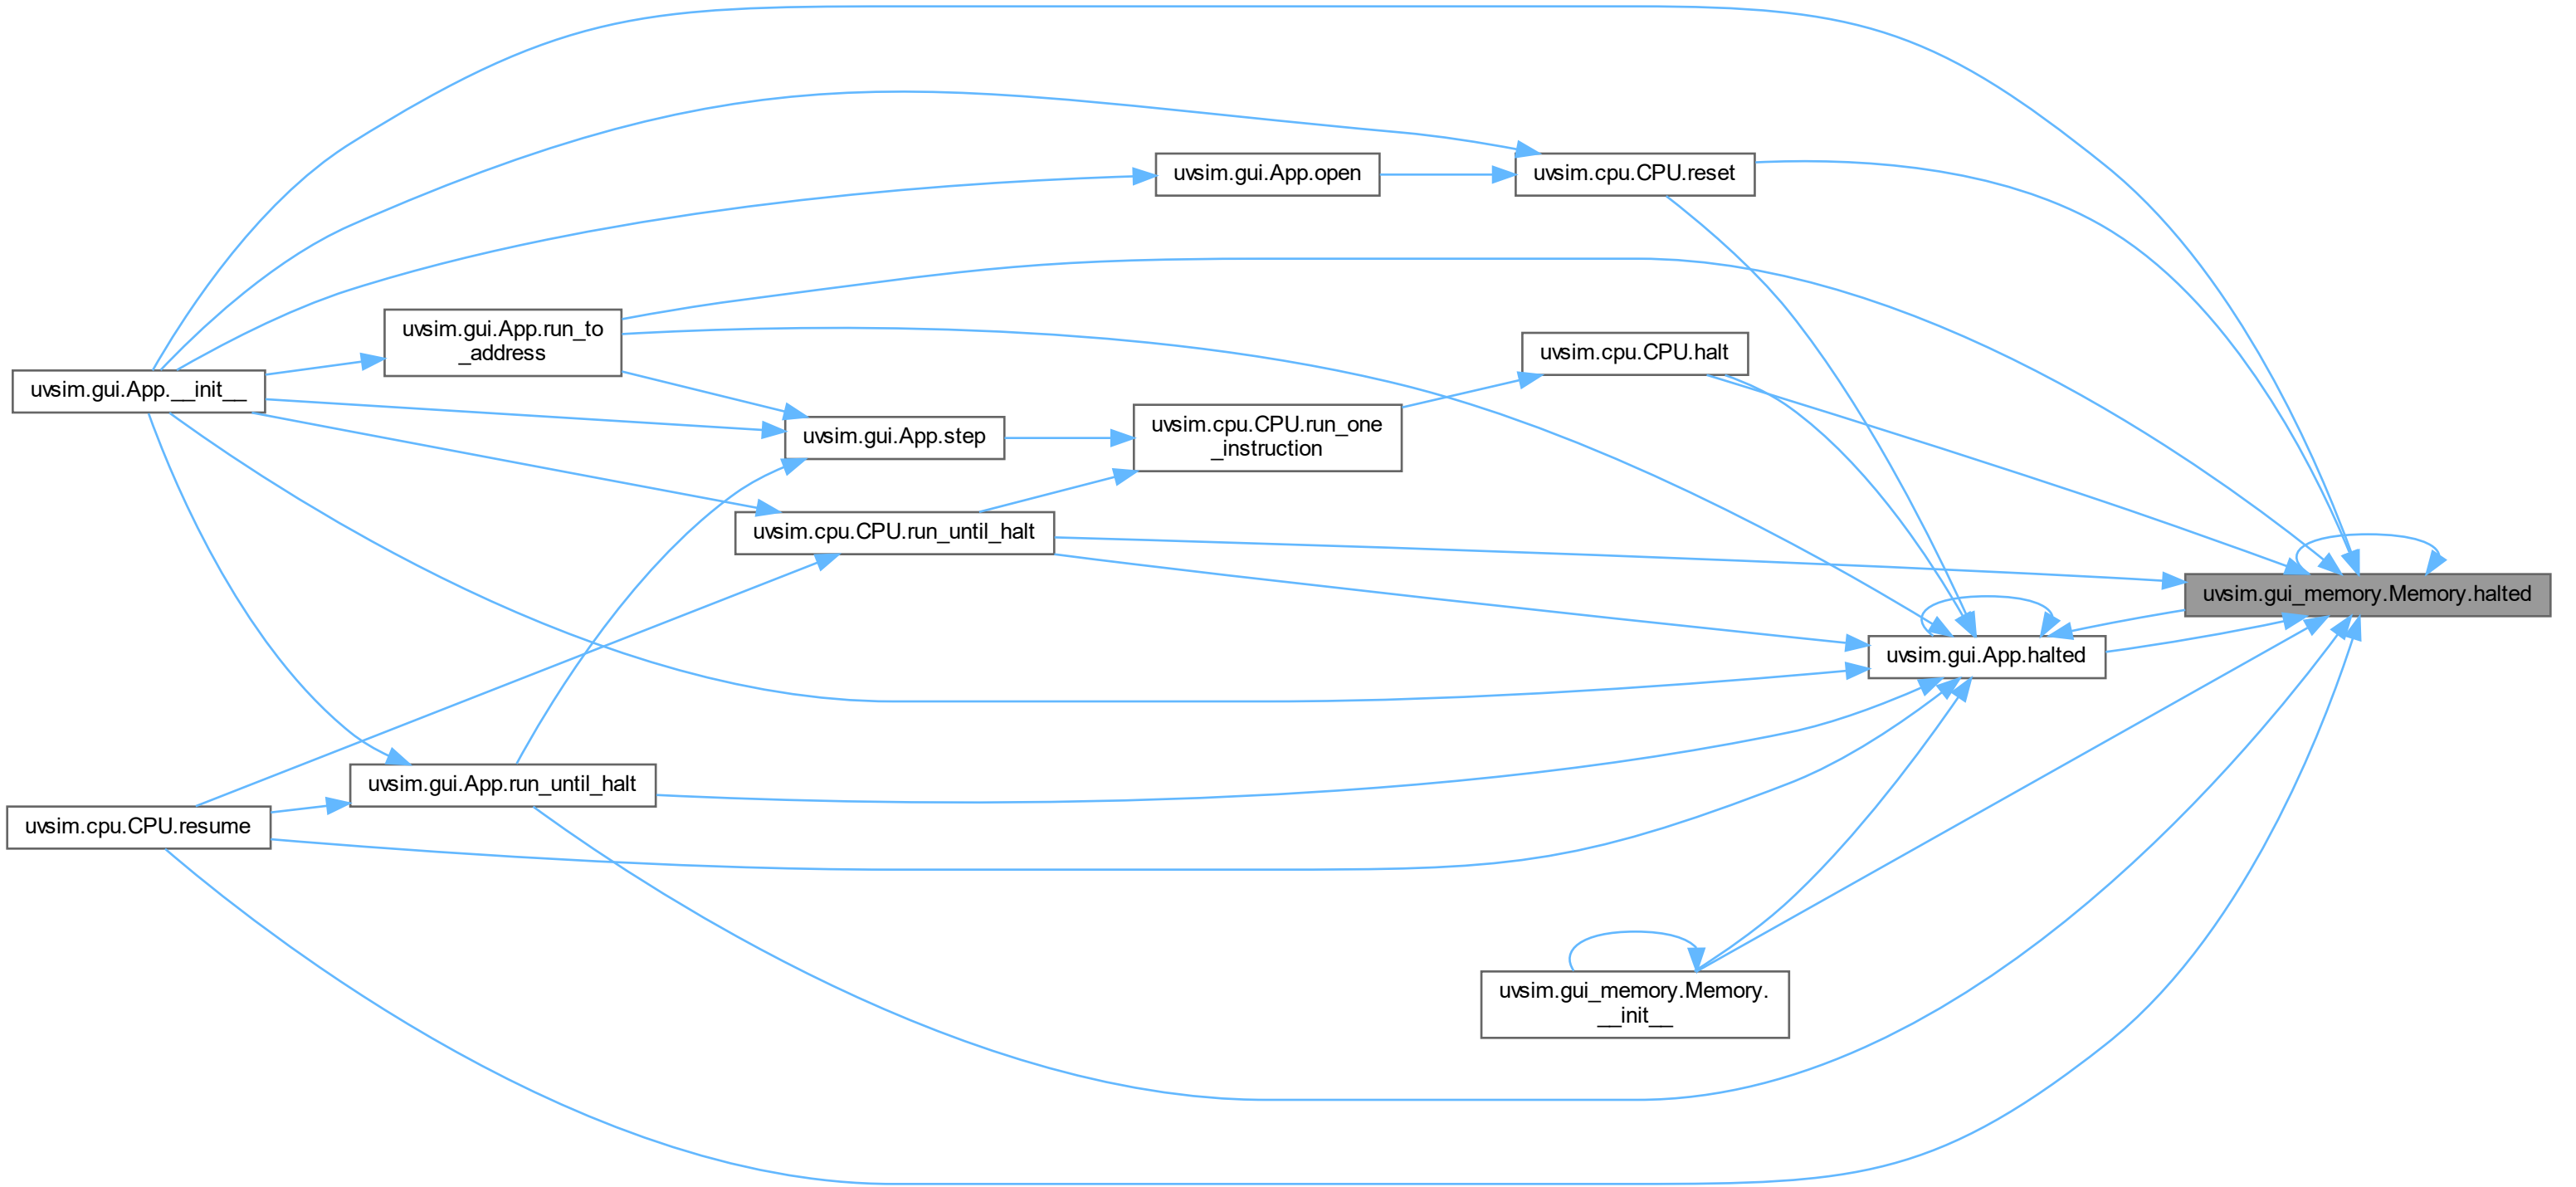 uvsim.gui.App.open
uvsim.cpu.CPU.reset
uvsim.gui.App.run_to
_address
uvsim.cpu.CPU.halt
uvsim.gui.App.__init__
uvsim.gui.App.step
uvsim.cpu.CPU.run_one
_instruction
uvsim.cpu.CPU.run_until_halt
uvsim.gui_memory.Memory.halted
uvsim.gui.App.halted
uvsim.gui.App.run_until_halt
uvsim.cpu.CPU.resume
uvsim.gui_memory.Memory.
__init__